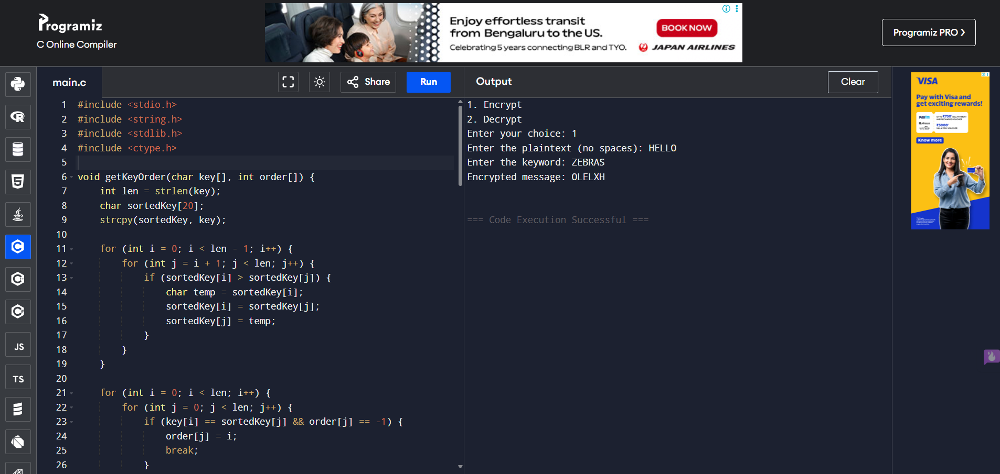 Programiz
C Online Compiler
Enjoy effortless transit
from Bengaluru to the US.
Celebrating 5 years connecting BLR and TYO.
BOOK NOW
JAPAN AIRLINES
Programiz PRO >
main.c
Share
Run
Output
Clear
1 #include <stdio.h>
2 #include <string.h>
3 #include <stdlib.h>
4 #include <ctype.h>
5
6 void getKeyOrder(char key[], int order[]) {
7 int len = strlen(key);
8 char sortedKey[20];
9 strcpy(sortedKey, key);
10
11 for (int i = 0; i < len - 1; i++) {
12 for (int j = i + 1; j < len; j++) {
13 if (sortedKey[i] > sortedKey[j]) {
14 char temp = sortedKey[i];
15 sortedKey[i] = sortedKey[j];
16 sortedKey[j] = temp;
17 }
18 }
19 }
20
21 for (int i = 0; i < len; i++) {
22 for (int j = 0; j < len; j++) {
23 if (key[i] == sortedKey[j] && order[j] == -1) {
24 order[j] = i;
25 break;
26 }
1. Encrypt
2. Decrypt
Enter your choice: 1
Enter the plaintext (no spaces): HELLO
Enter the keyword: ZEBRAS
Encrypted message: OLELXH
=== Code Execution Successful ===
VISA
Pay with Visa and
get exciting rewards!
Know more
R
5
C
C
C
JS
TS